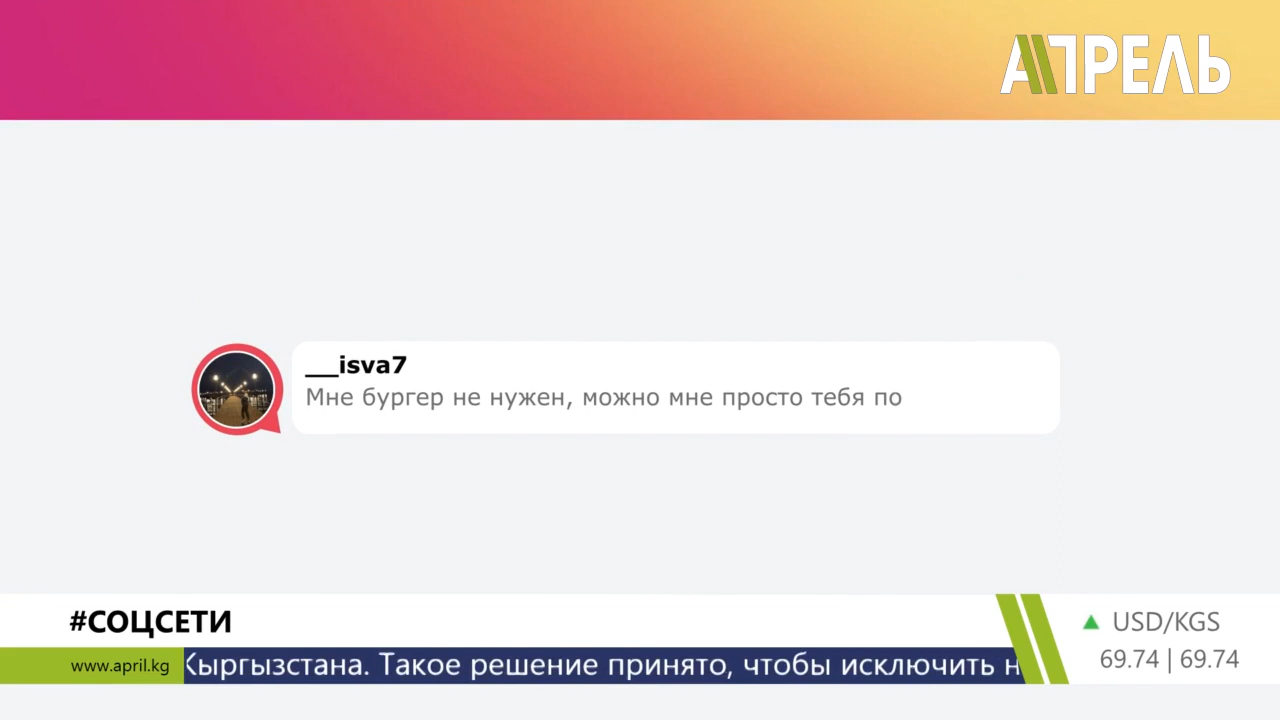 АПРЕЛЬ
__isva7
Мне бургер не нужен, можно мне просто тебя по
#СОЦСЕТИ
USD/KGS
69.74 | 69.74
www.april.kg
Кыргызстана. Такое решение принято, чтобы исключить н